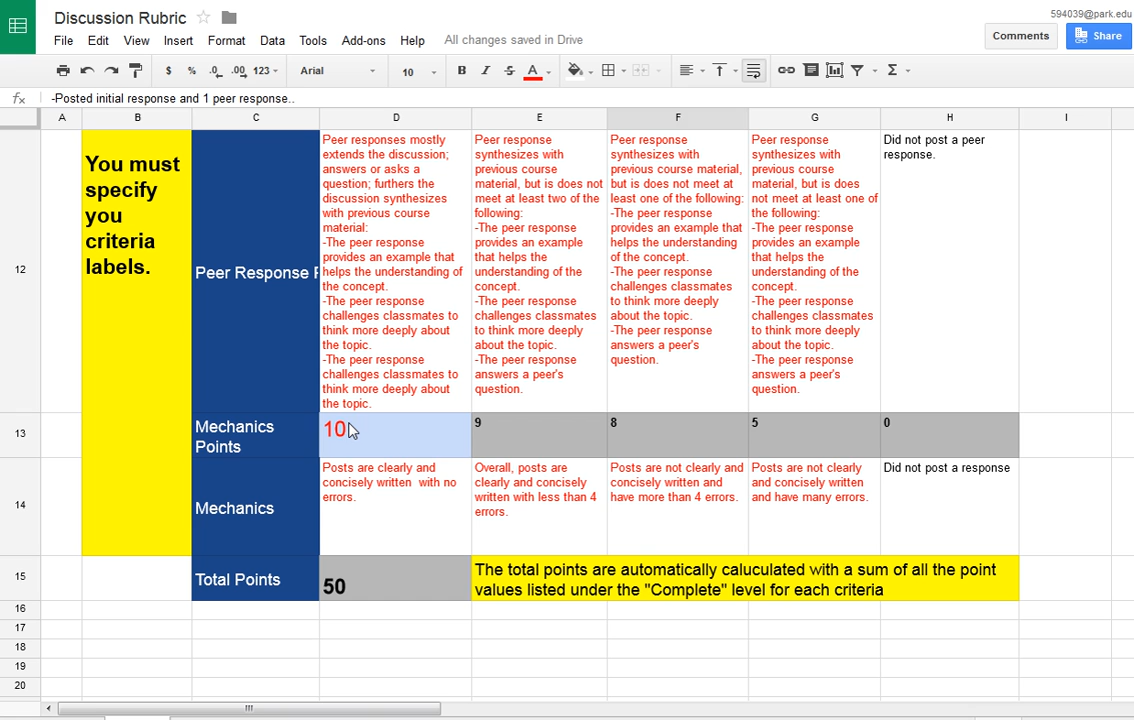 Discussion Rubric
594039@park.edu
File Edit View Insert Format Data Tools Add-ons Help All changes saved in Drive
Comments Share
$ % .0 .00 123 Arial 10 B I S A Σ
fx -Posted initial response and 1 peer response..
A B C D E F G H I
12
You must
specify
you
criteria
labels.
Peer Response
Peer responses mostly
extends the discussion;
answers or asks a
question; furthers the
discussion synthesizes
with previous course
material:
-The peer response
provides an example that
helps the understanding of
the concept.
-The peer response
challenges classmates to
think more deeply about
the topic.
-The peer response
challenges classmates to
think more deeply about
the topic.
Peer response
synthesizes with
previous course
material, but is does not
meet at least two of the
following:
-The peer response
provides an example
that helps the
understanding of the
concept.
-The peer response
challenges classmates
to think more deeply
about the topic.
-The peer response
answers a peer's
question.
Peer response
synthesizes with
previous course material,
but is does not meet at
least one of the following:
-The peer response
provides an example that
helps the understanding
of the concept.
-The peer response
challenges classmates
to think more deeply
about the topic.
-The peer response
answers a peer's
question.
Peer response
synthesizes with
previous course
material, but is does
not meet at least one of
the following:
-The peer response
provides an example
that helps the
understanding of the
concept.
-The peer response
challenges classmates
to think more deeply
about the topic.
-The peer response
answers a peer's
question.
Did not post a peer
response.
13
Mechanics
Points
10 9 8 5 0
14
Mechanics
Posts are clearly and
concisely written with no
errors.
Overall, posts are
clearly and concisely
written with less than 4
errors.
Posts are not clearly and
concisely written and
have more than 4 errors.
Posts are not clearly
and concisely written
and have many errors.
Did not post a response
15
Total Points
50
The total points are automatically caluculated with a sum of all the point
values listed under the "Complete" level for each criteria
16
17
18
19
20